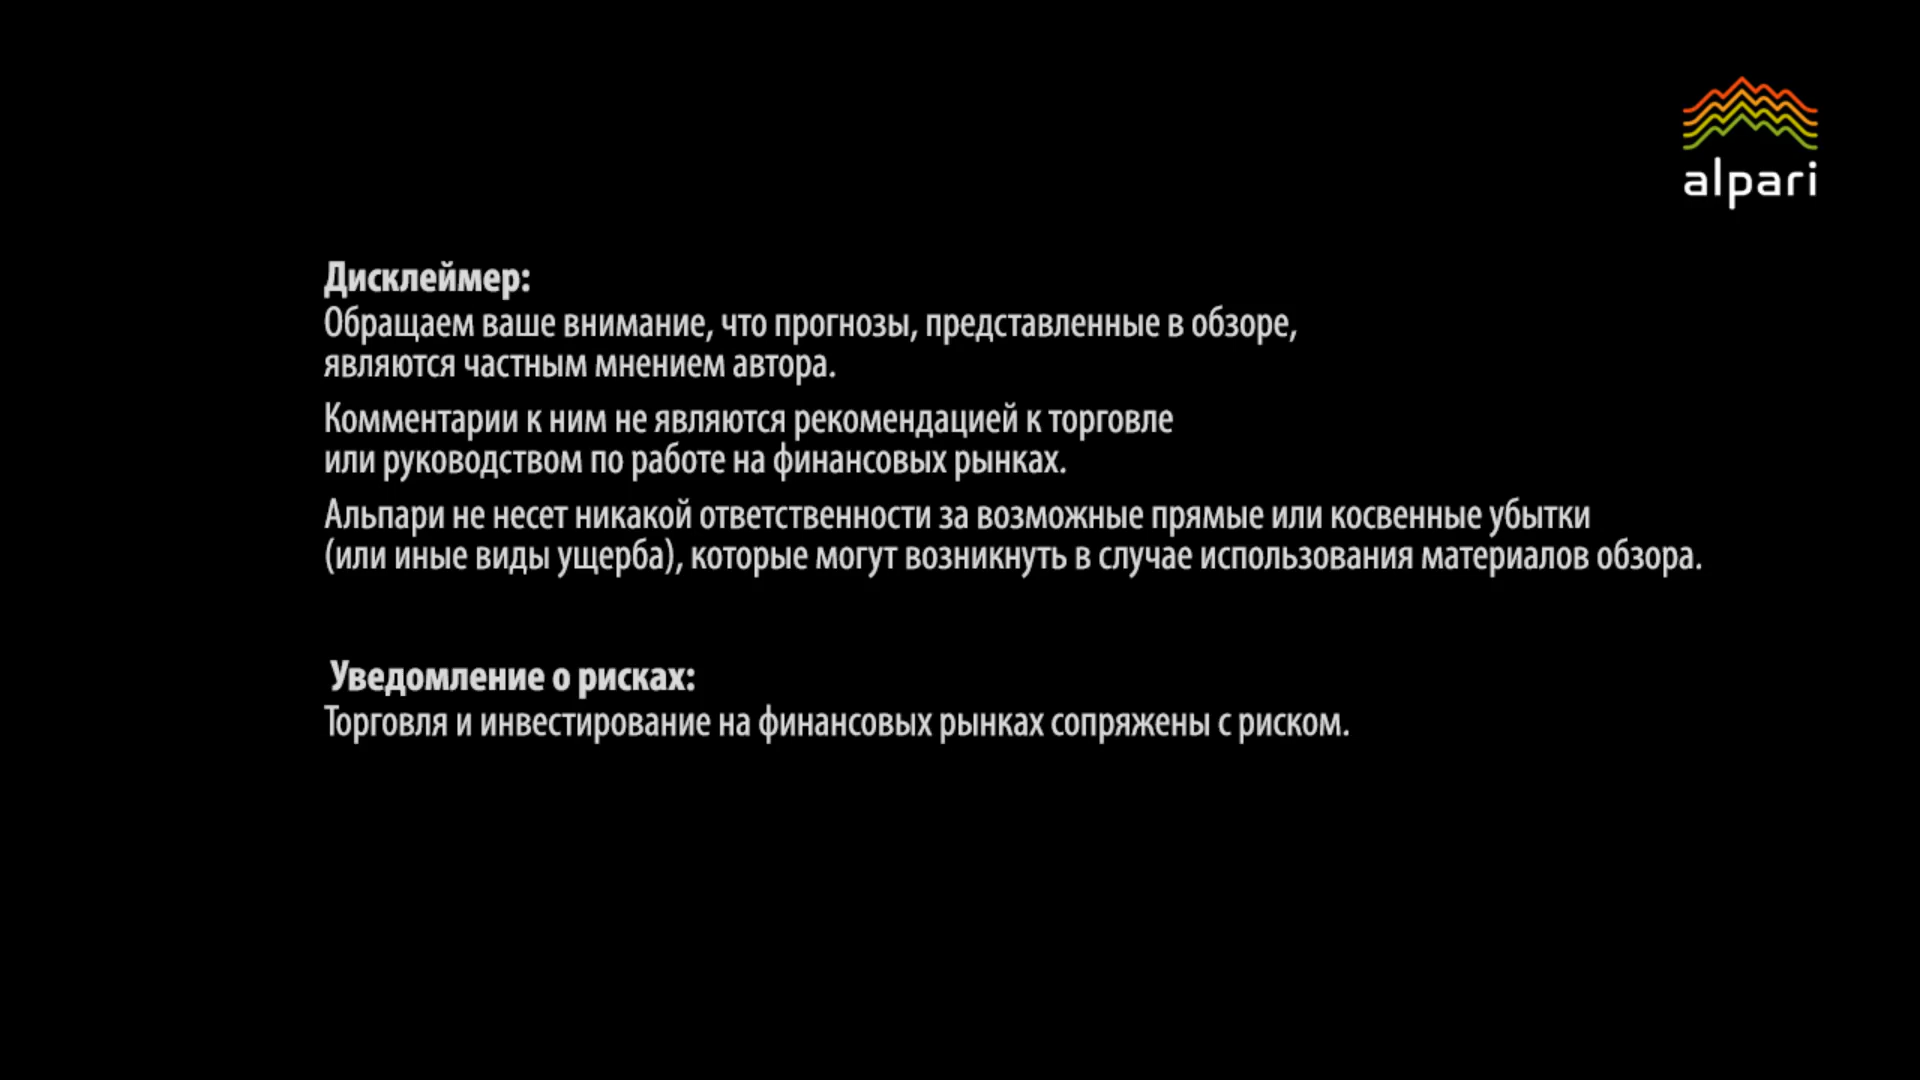 alpari
Дисклеймер:
Обращаем ваше внимание, что прогнозы, представленные в обзоре,
являются частным мнением автора.
Комментарии к ним не являются рекомендацией к торговле
или руководством по работе на финансовых рынках.
Альпари не несет никакой ответственности за возможные прямые или косвенные убытки
(или иные виды ущерба), которые могут возникнуть в случае использования материалов обзора.
Уведомление о рисках:
Торговля и инвестирование на финансовых рынках сопряжены с риском.